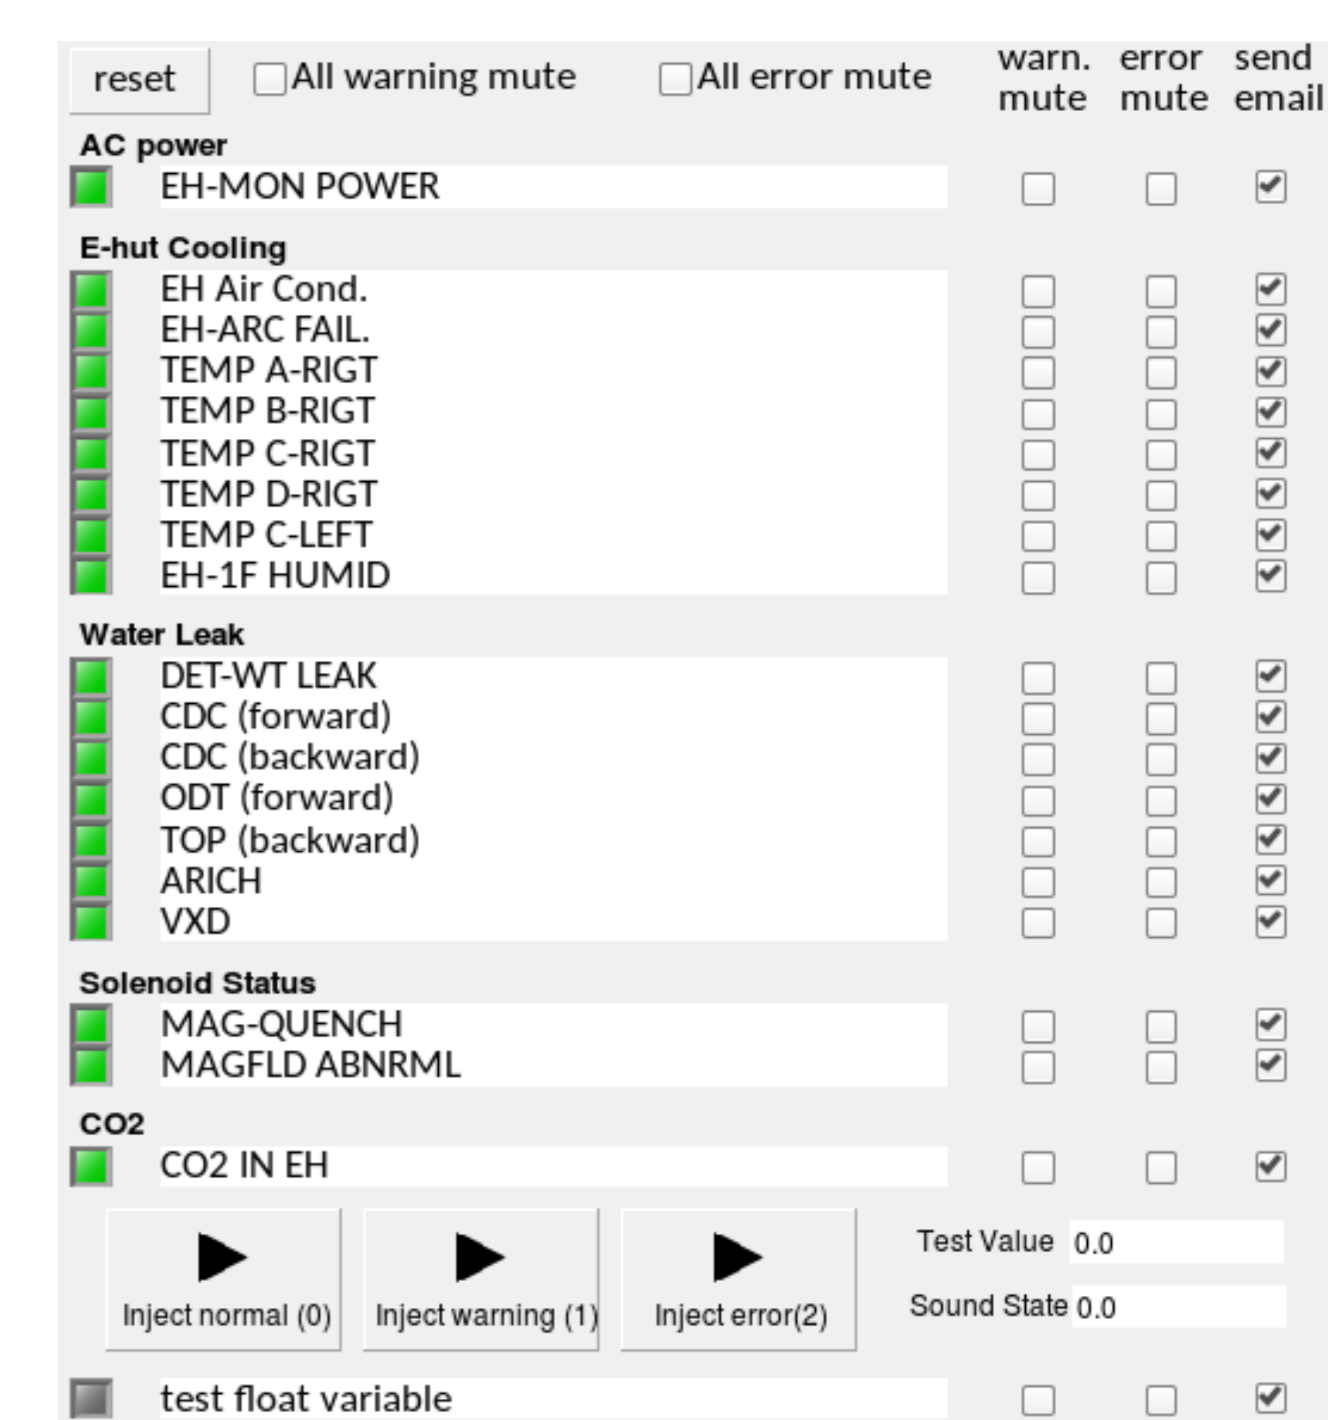 reset All warning mute All error mute warn. mute error mute send email
AC power
EH-MON POWER
E-hut Cooling
EH Air Cond.
EH-ARC FAIL.
TEMP A-RIGT
TEMP B-RIGT
TEMP C-RIGT
TEMP D-RIGT
TEMP C-LEFT
EH-1F HUMID
Water Leak
DET-WT LEAK
CDC (forward)
CDC (backward)
ODT (forward)
TOP (backward)
ARICH
VXD
Solenoid Status
MAG-QUENCH
MAGFLD ABNRML
CO2
CO2 IN EH
Inject normal (0) Inject warning (1) Inject error(2)
Test Value 0.0
Sound State 0.0
test float variable